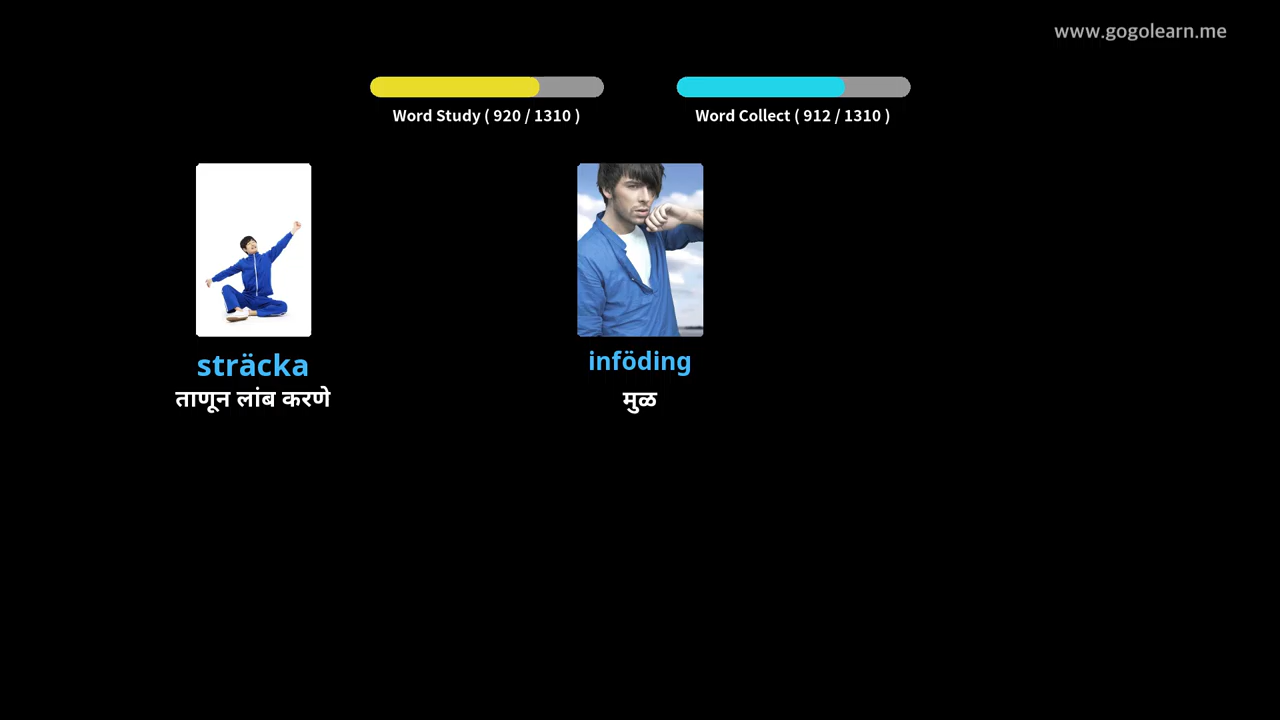 www.gogolearn.me
Word Study ( 920 / 1310 )
Word Collect ( 912 / 1310 )
sträcka
ताणून लांब करणे
inföding
मुळ